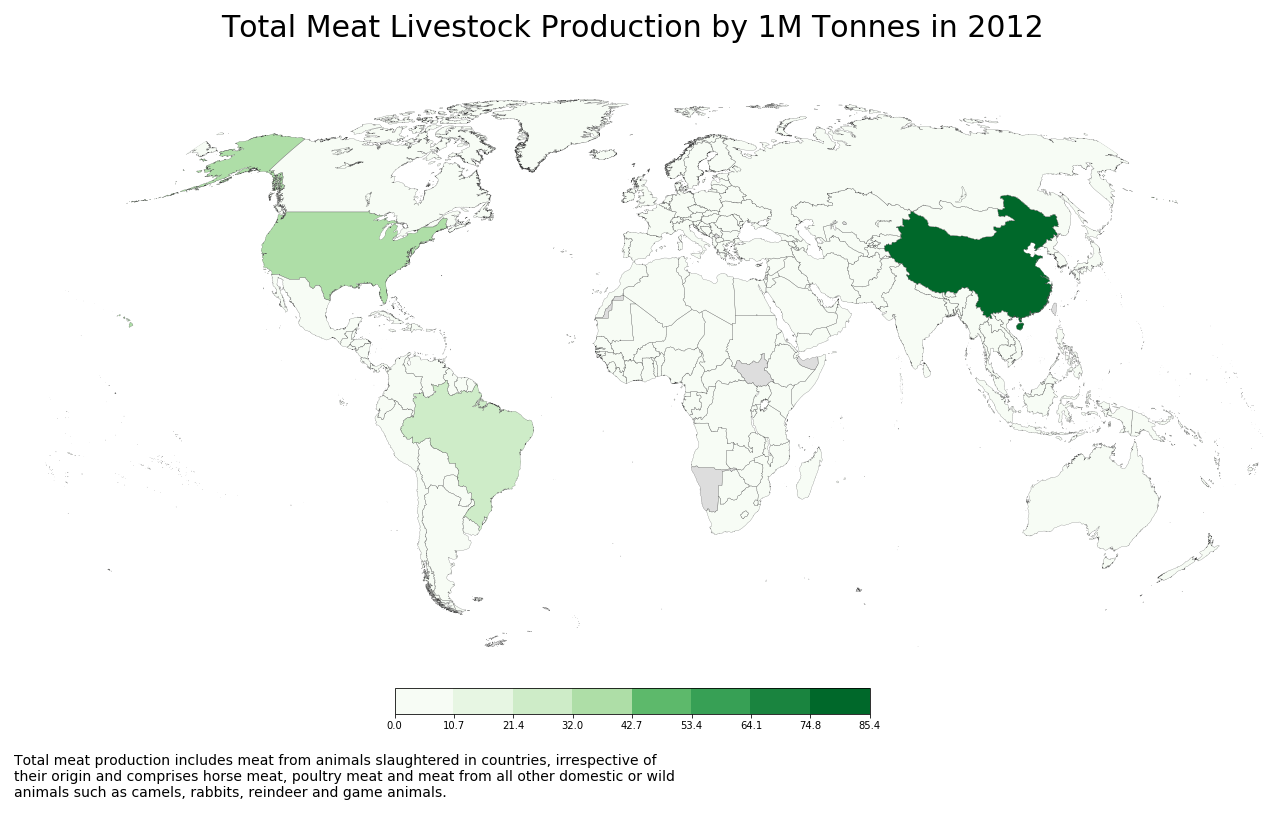 Total Meat Livestock Production by 1M Tonnes in 2012
0.0 10.7 21.4 32.0 42.7 53.4 64.1 74.8 85.4
Total meat production includes meat from animals slaughtered in countries, irrespective of
their origin and comprises horse meat, poultry meat and meat from all other domestic or wild
animals such as camels, rabbits, reindeer and game animals.